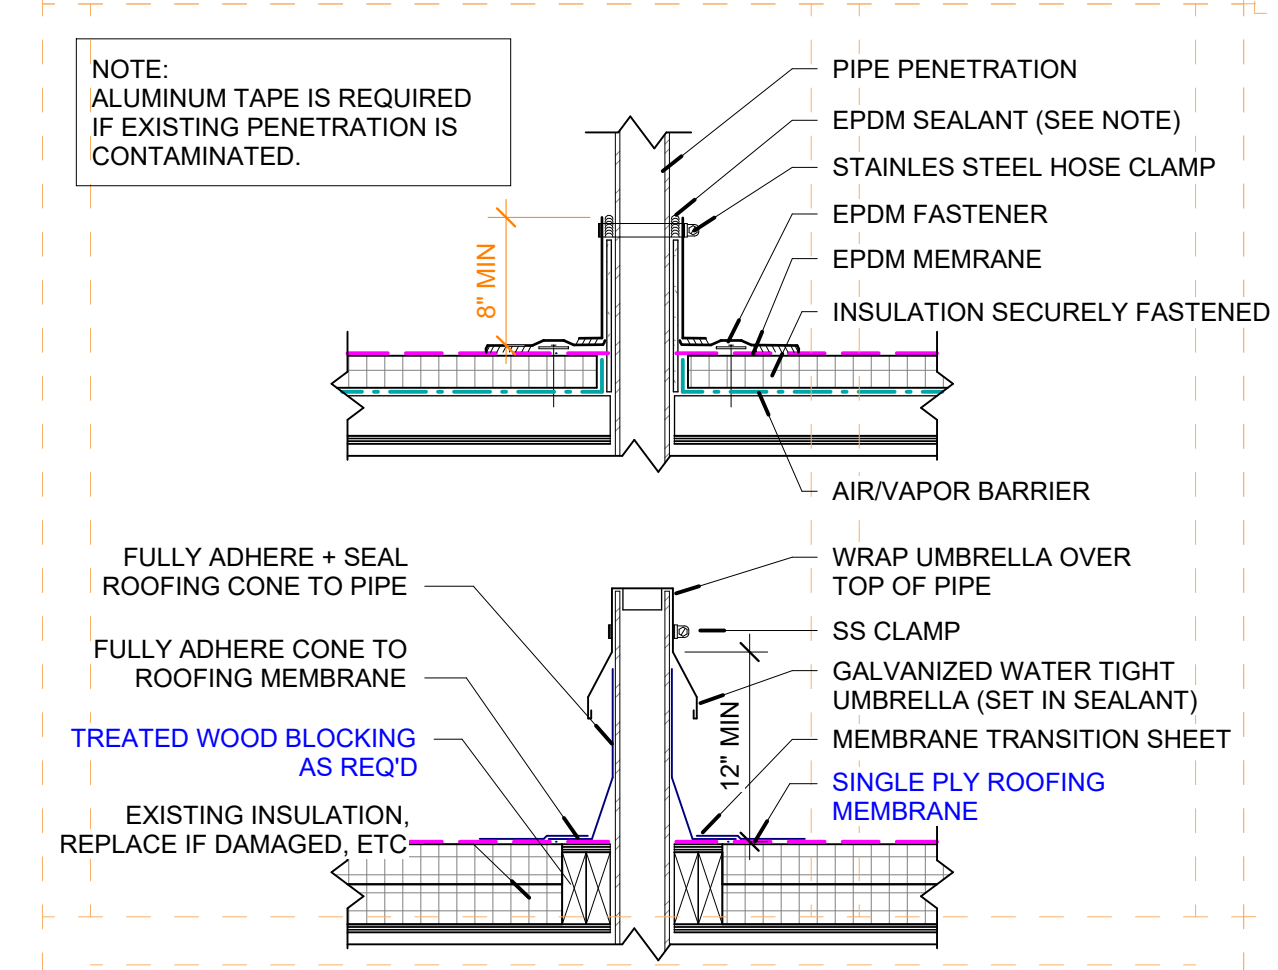 NOTE:
ALUMINUM TAPE IS REQUIRED
IF EXISTING PENETRATION IS
CONTAMINATED.
PIPE PENETRATION
EPDM SEALANT (SEE NOTE)
STAINLES STEEL HOSE CLAMP
EPDM FASTENER
EPDM MEMRANE
INSULATION SECURELY FASTENED
AIR/VAPOR BARRIER
8" MIN
FULLY ADHERE + SEAL
ROOFING CONE TO PIPE
FULLY ADHERE CONE TO
ROOFING MEMBRANE
TREATED WOOD BLOCKING
AS REQ'D
EXISTING INSULATION,
REPLACE IF DAMAGED, ETC
WRAP UMBRELLA OVER
TOP OF PIPE
SS CLAMP
GALVANIZED WATER TIGHT
UMBRELLA (SET IN SEALANT)
MEMBRANE TRANSITION SHEET
SINGLE PLY ROOFING
MEMBRANE
12" MIN